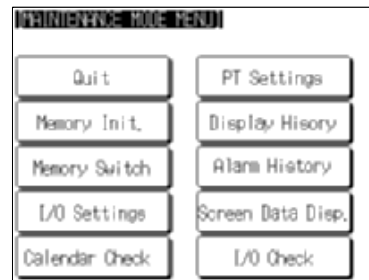 [MAINTENANCE MODE MENU]
Quit
PT Settings
Memory Init.
Display Hisory
Memory Switch
Alarm History
I/O Settings
Screen Data Disp.
Calendar Check
I/O Check